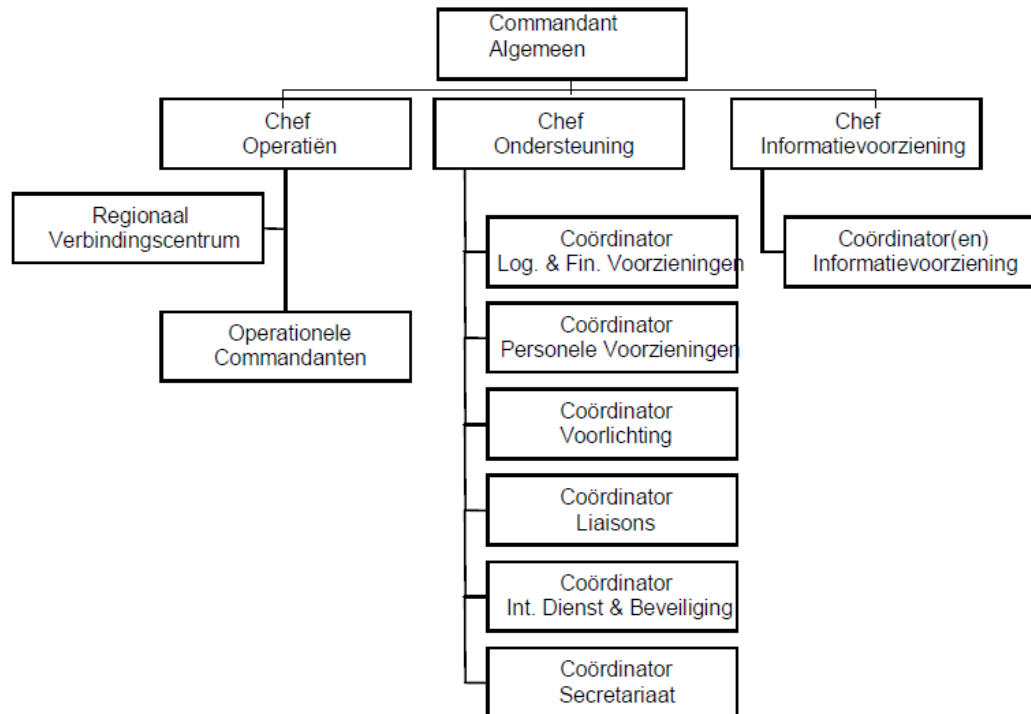 Commandant
Algemeen
Chef
Operatiën
Chef
Ondersteuning
Chef
Informatievoorziening
Regionaal
Verbindingscentrum
Operationele
Commandanten
Coördinator
Log. & Fin. Voorzieningen
Coördinator
Personele Voorzieningen
Coördinator
Voorlichting
Coördinator
Liaisons
Coördinator
Int. Dienst & Beveiliging
Coördinator
Secretariaat
Coördinator(en)
Informatievoorziening